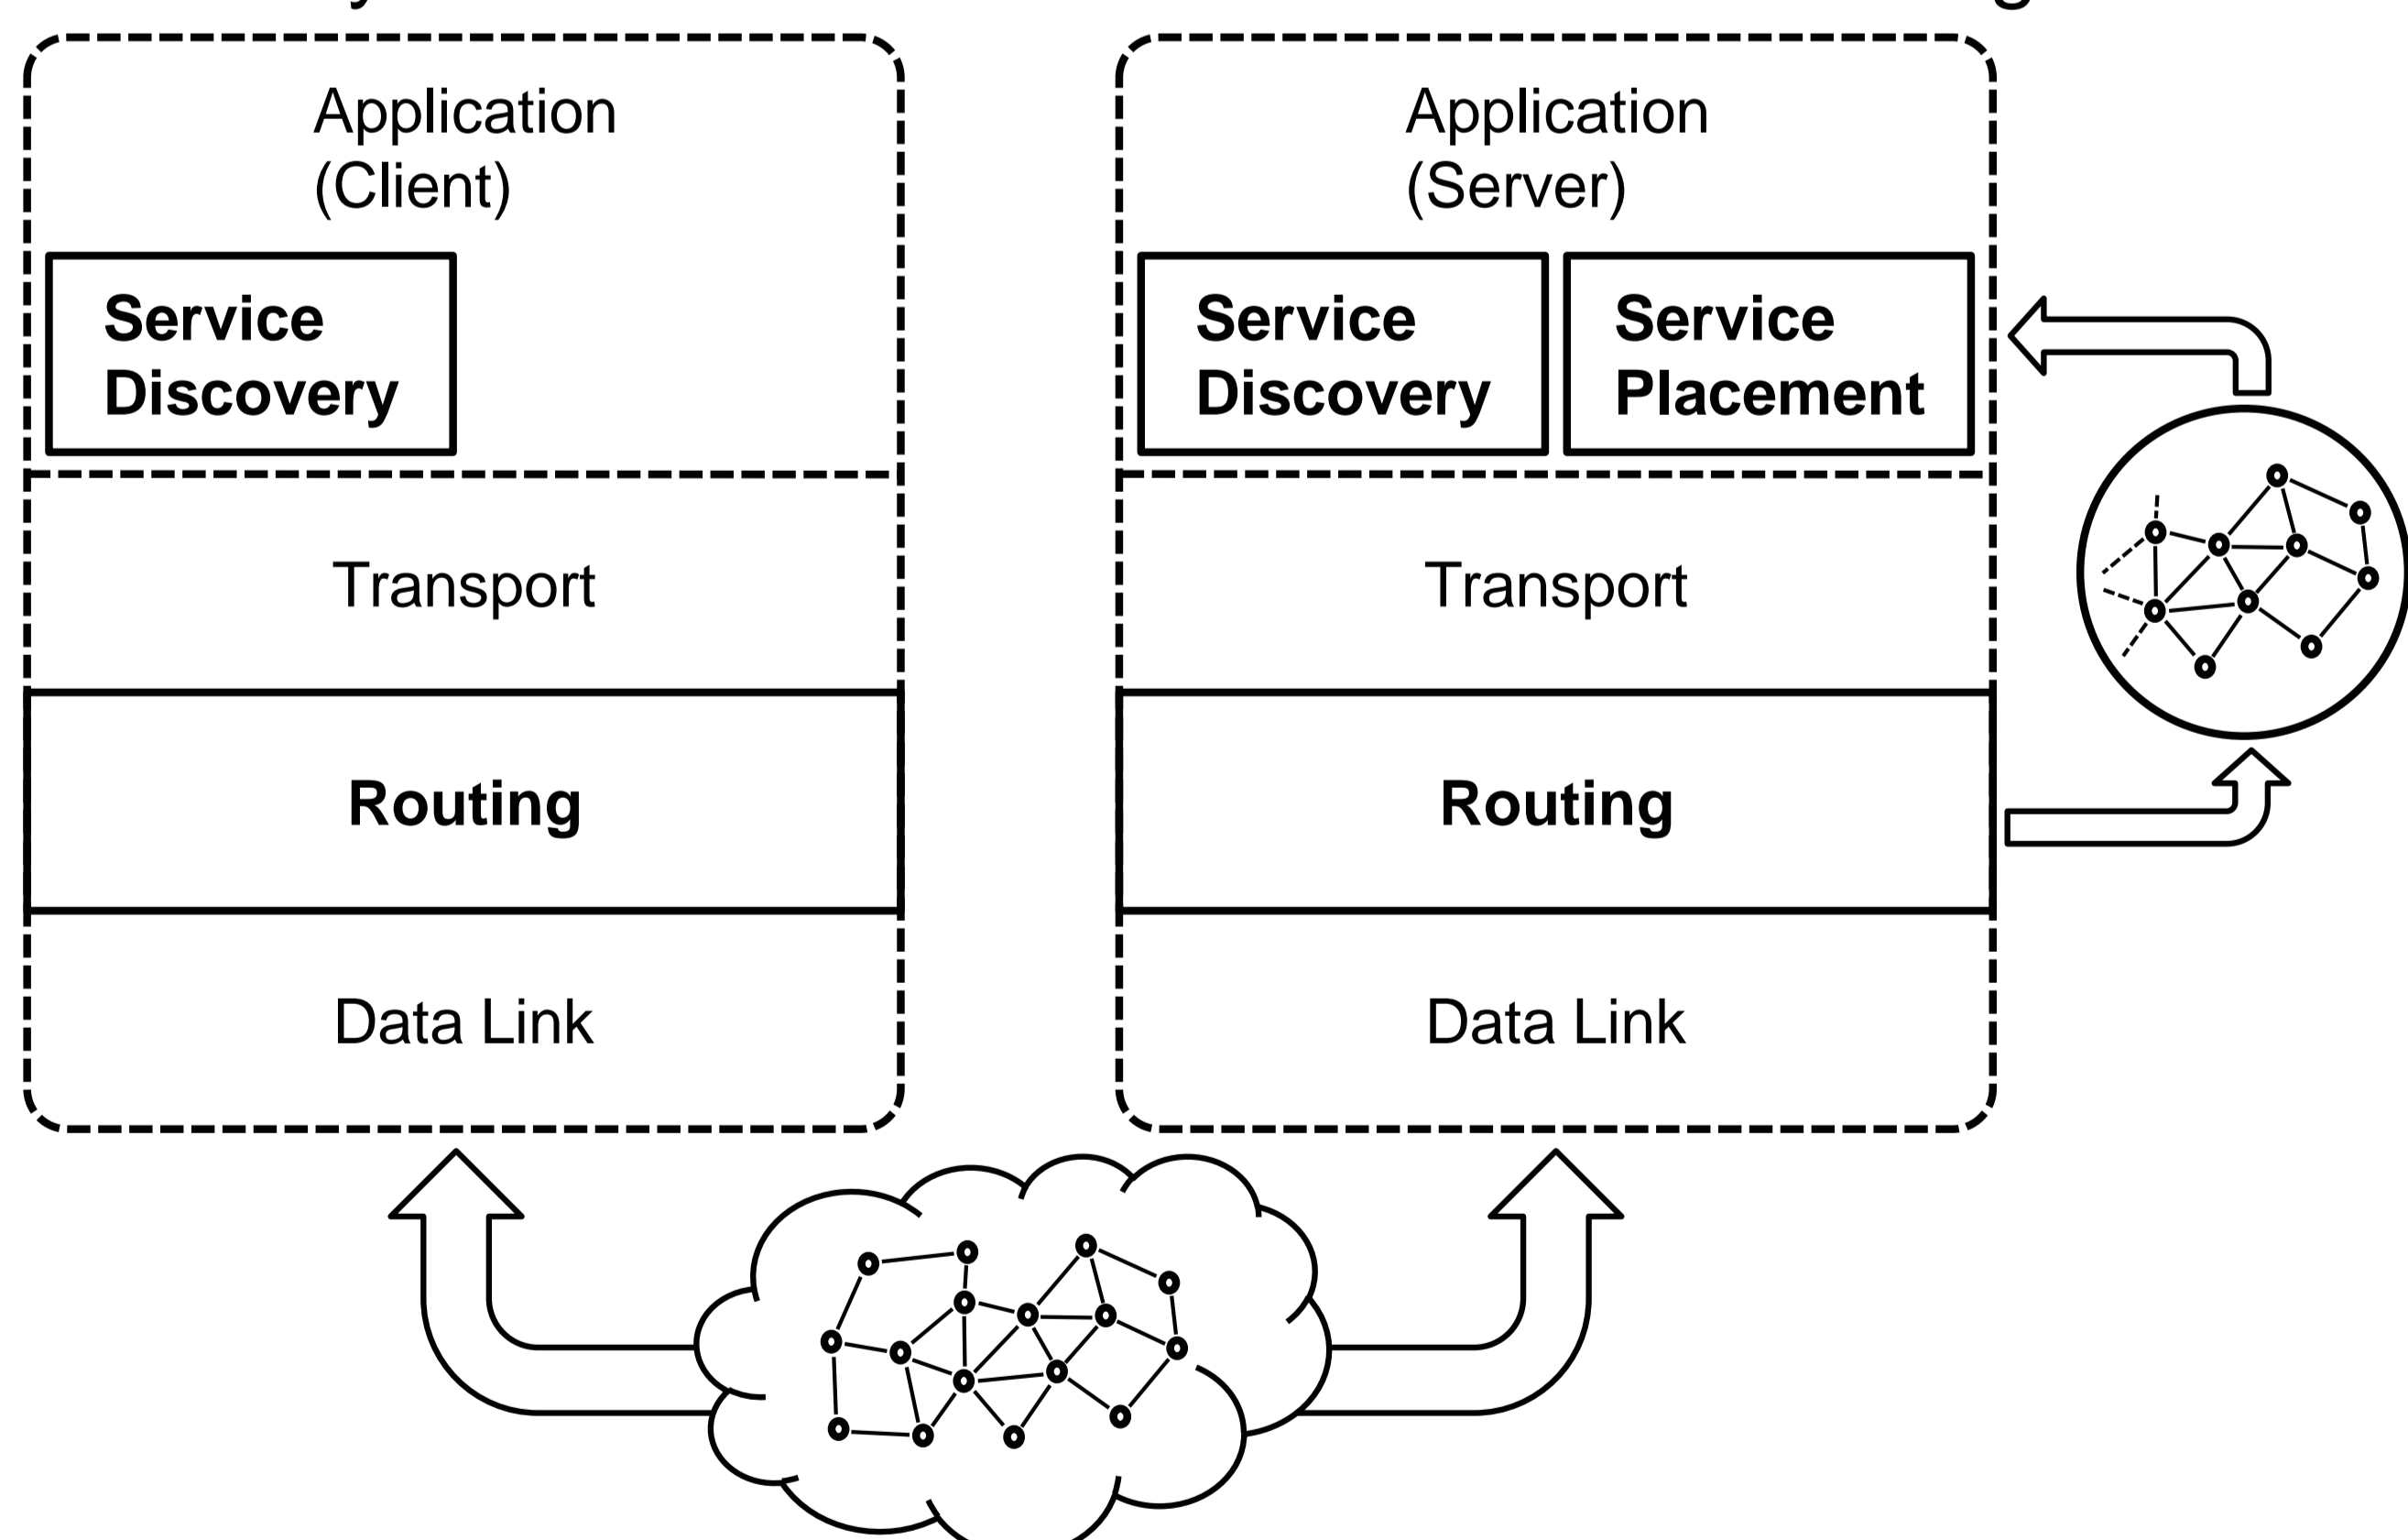 Application
(Client)
Service
Discovery
Transport
Routing
Data Link
Application
(Server)
Service
Discovery
Service
Placement
Transport
Routing
Data Link